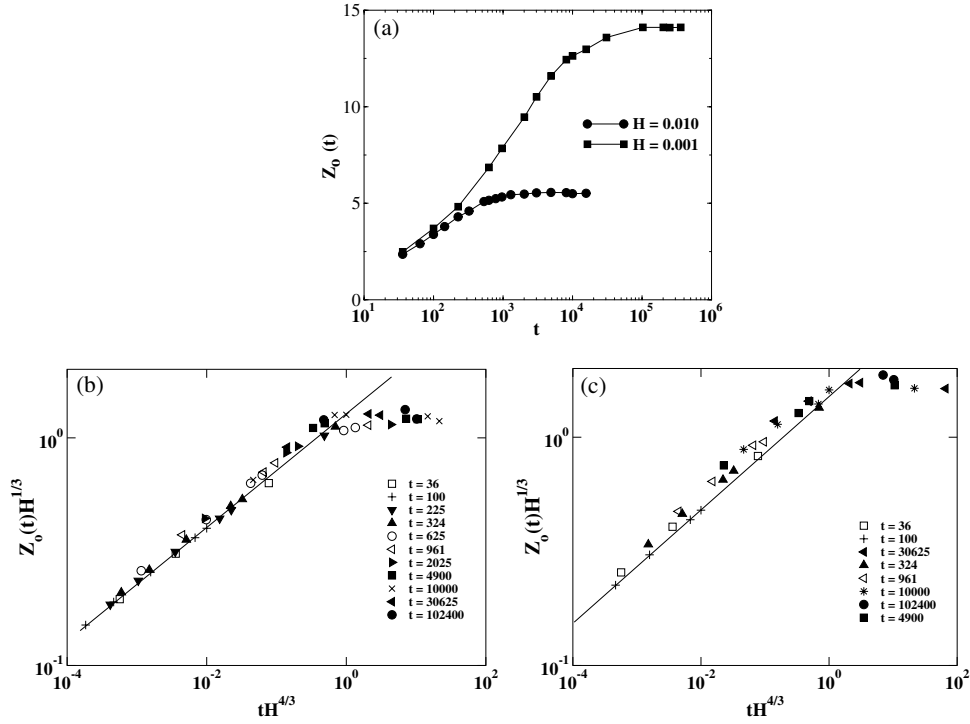 (a)
15
10
5
0
Z₀ (t)
H = 0.010
H = 0.001
10¹ 10² 10³ 10⁴ 10⁵ 10⁶
t
(b)
10⁰
10⁻¹
Z₀(t)H^1/3
t = 36
t = 100
t = 225
t = 324
t = 625
t = 961
t = 2025
t = 4900
t = 10000
t = 30625
t = 102400
10⁻⁴ 10⁻² 10⁰ 10²
tH^4/3
(c)
10⁰
10⁻¹
Z₀(t)H^1/3
t = 36
t = 100
t = 30625
t = 324
t = 961
t = 10000
t = 102400
t = 4900
10⁻⁴ 10⁻² 10⁰ 10²
tH^4/3